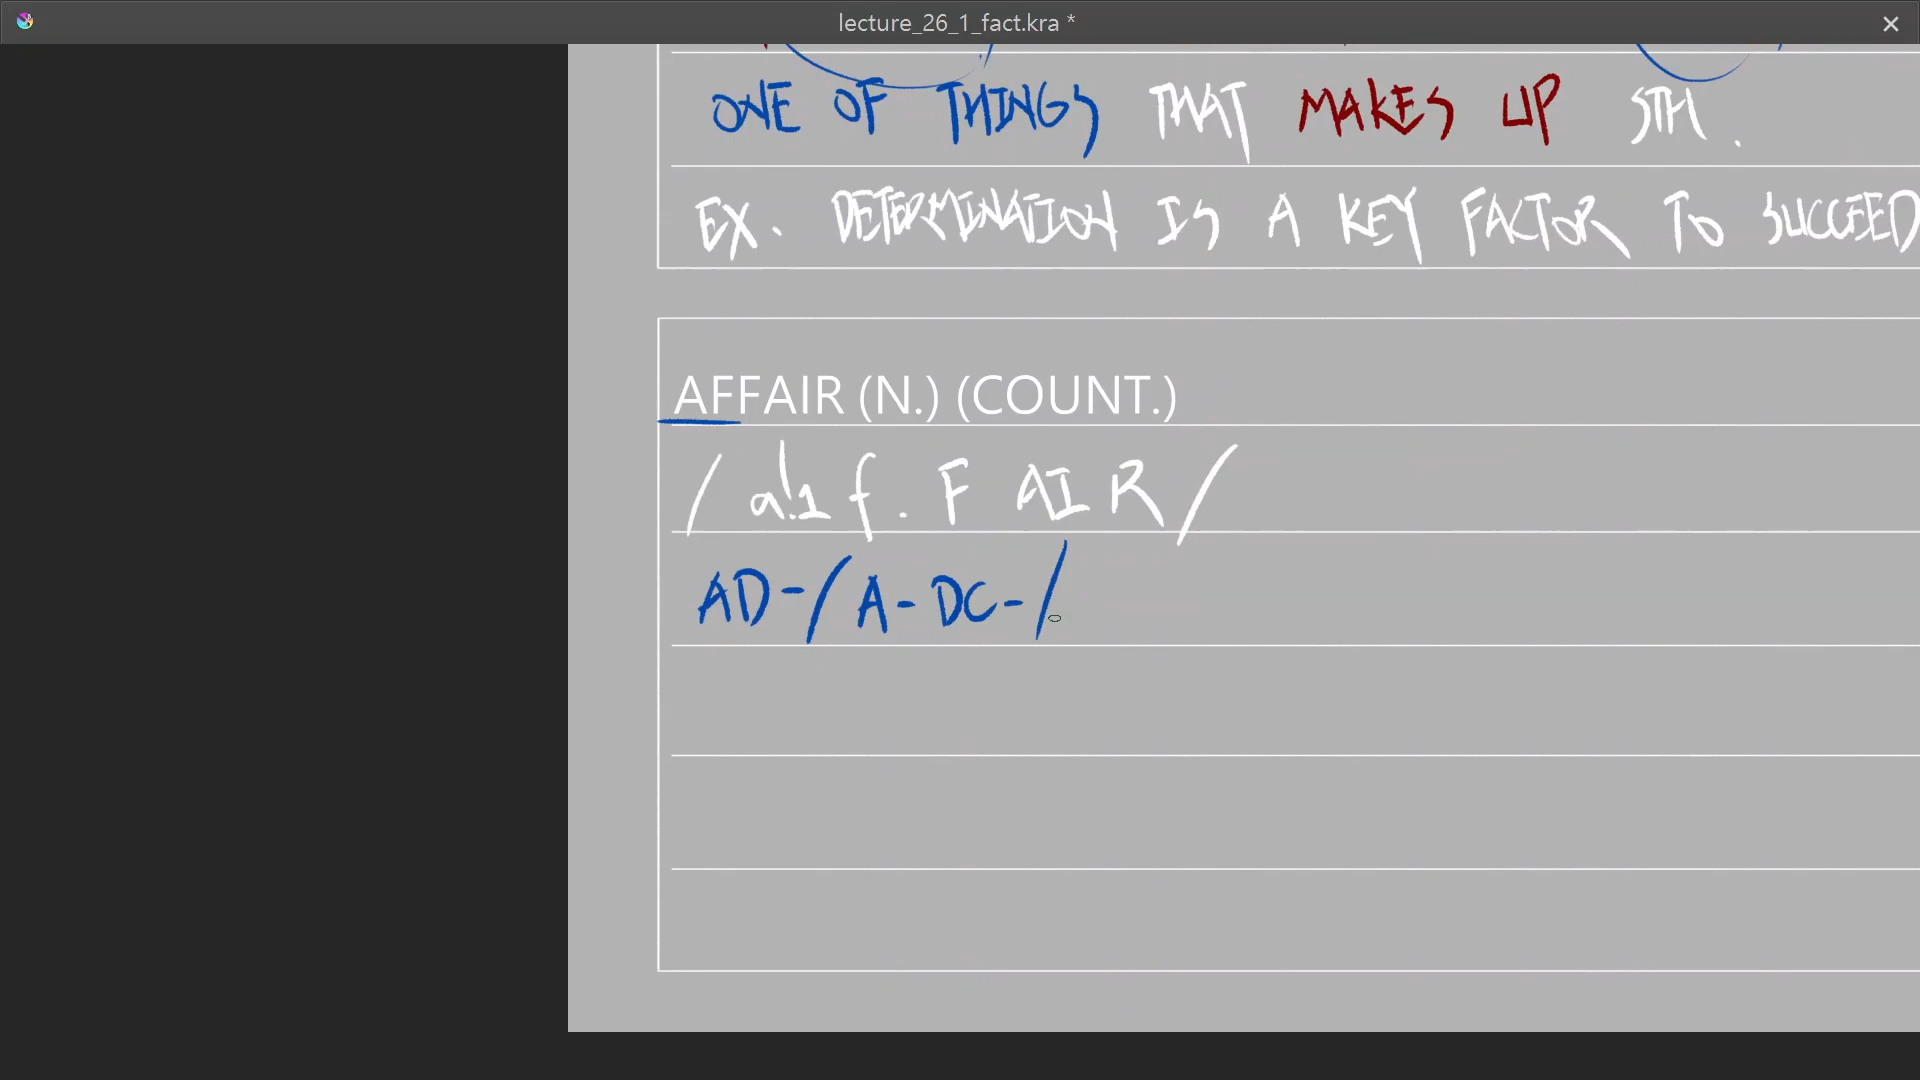 lecture_26_1_fact.kra *
ONE OF THINGS THAT MAKES UP STH.
EX. DETERMINATION IS A KEY FACTOR TO SUCCEED
AFFAIR (N.) (COUNT.)
/ a!1 f. F AIR /
AD-/A-DC-/